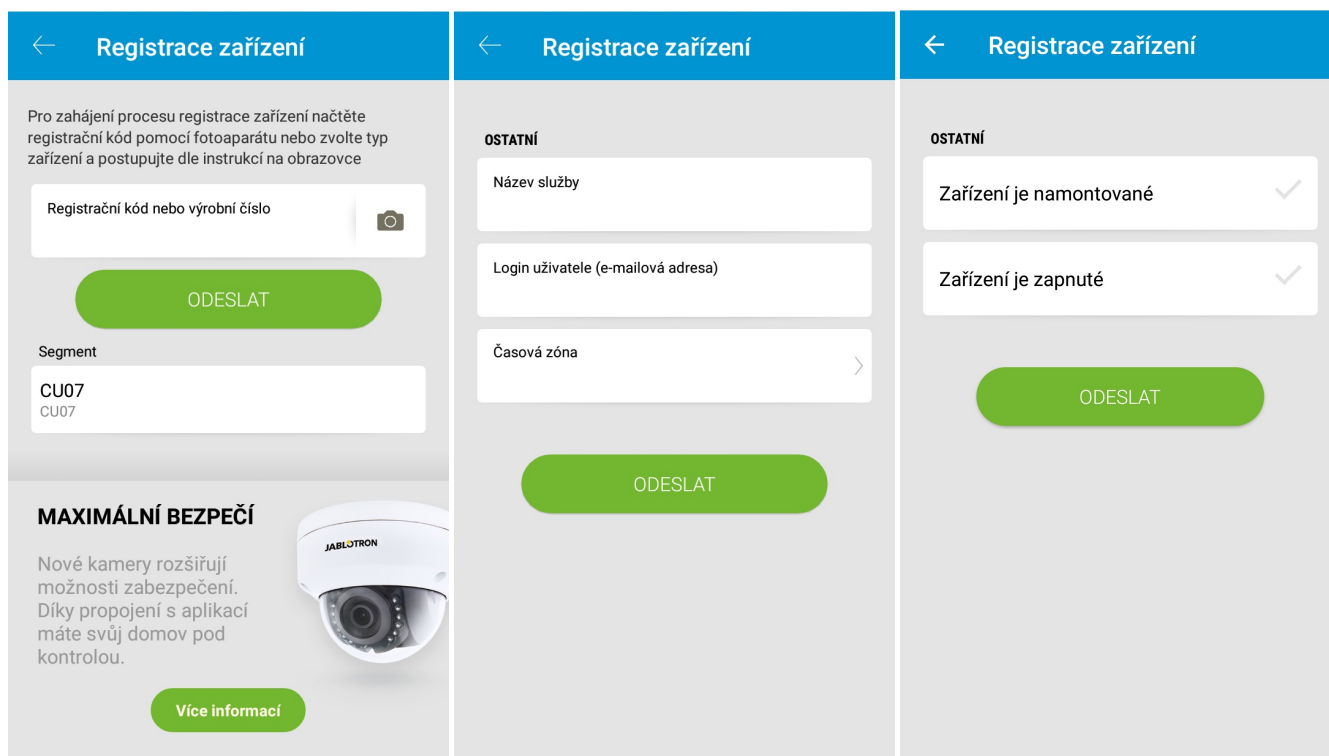 Registrace zařízení
Pro zahájení procesu registrace zařízení načtěte
registrační kód pomocí fotoaparátu nebo zvolte typ
zařízení a postupujte dle instrukcí na obrazovce
Registrační kód nebo výrobní číslo
ODESLAT
Segment
CU07
CU07
MAXIMÁLNÍ BEZPEČÍ
Nové kamery rozšiřují
možnosti zabezpečení.
Díky propojení s aplikací
máte svůj domov pod
kontrolou.
JABLOTRON
Více informací
Registrace zařízení
OSTATNÍ
Název služby
Login uživatele (e-mailová adresa)
Časová zóna
ODESLAT
Registrace zařízení
OSTATNÍ
Zařízení je namontované
Zařízení je zapnuté
ODESLAT